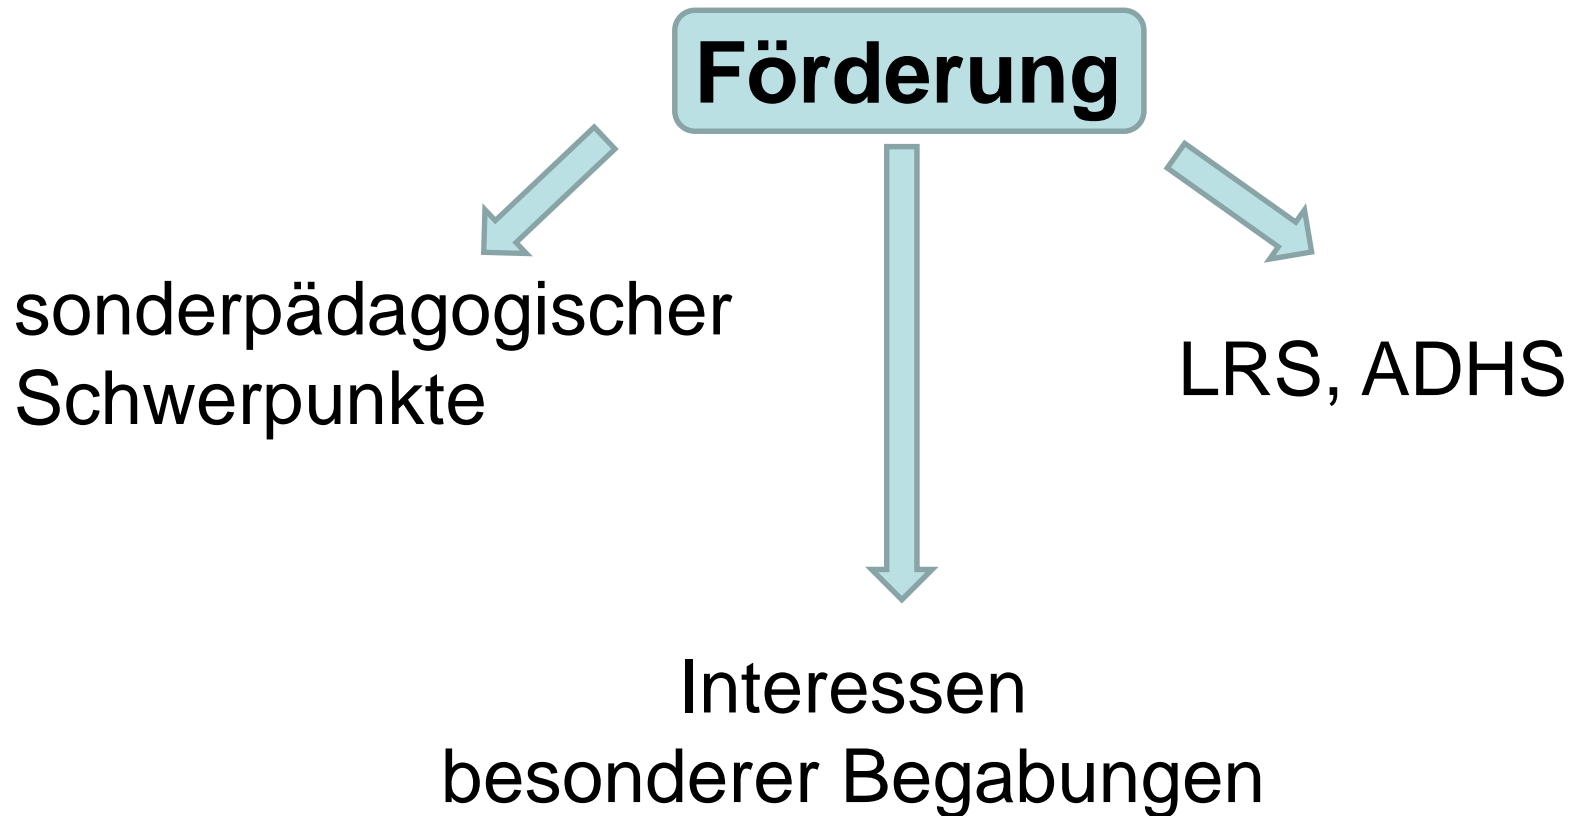 Förderung
sonderpädagogischer
Schwerpunkte
LRS, ADHS
Interessen
besonderer Begabungen